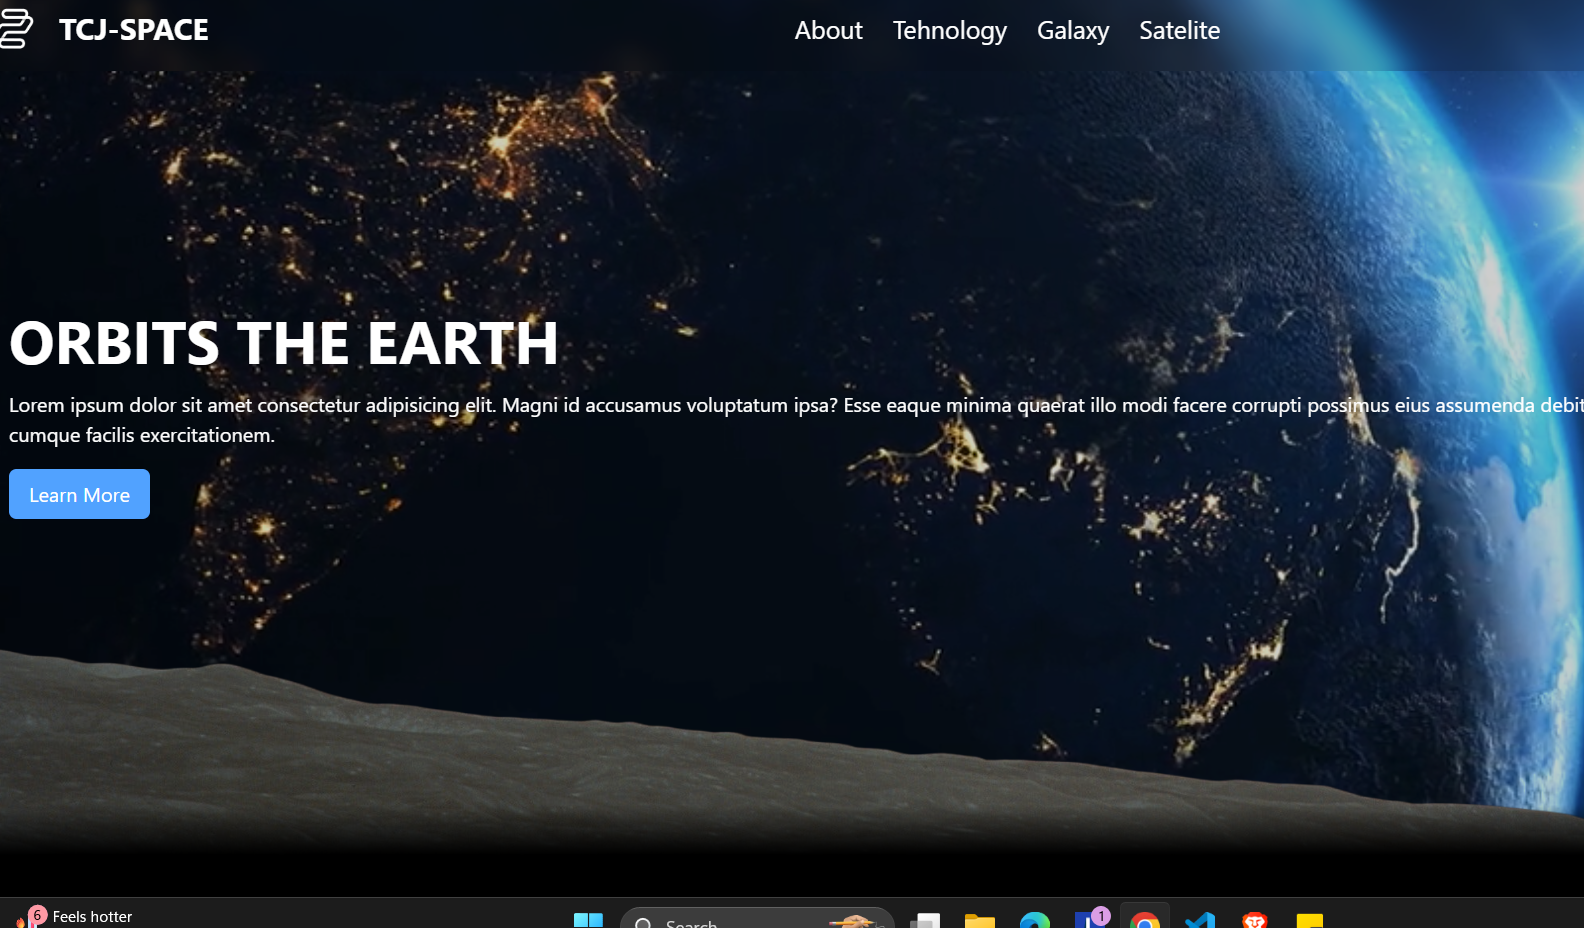 TCJ-SPACE
About Tehnology Galaxy Satelite
ORBITS THE EARTH
Lorem ipsum dolor sit amet consectetur adipisicing elit. Magni id accusamus voluptatum ipsa? Esse eaque minima quaerat illo modi facere corrupti possimus eius assumenda debit
cumque facilis exercitationem.
Learn More
6 Feels hotter
Search
1